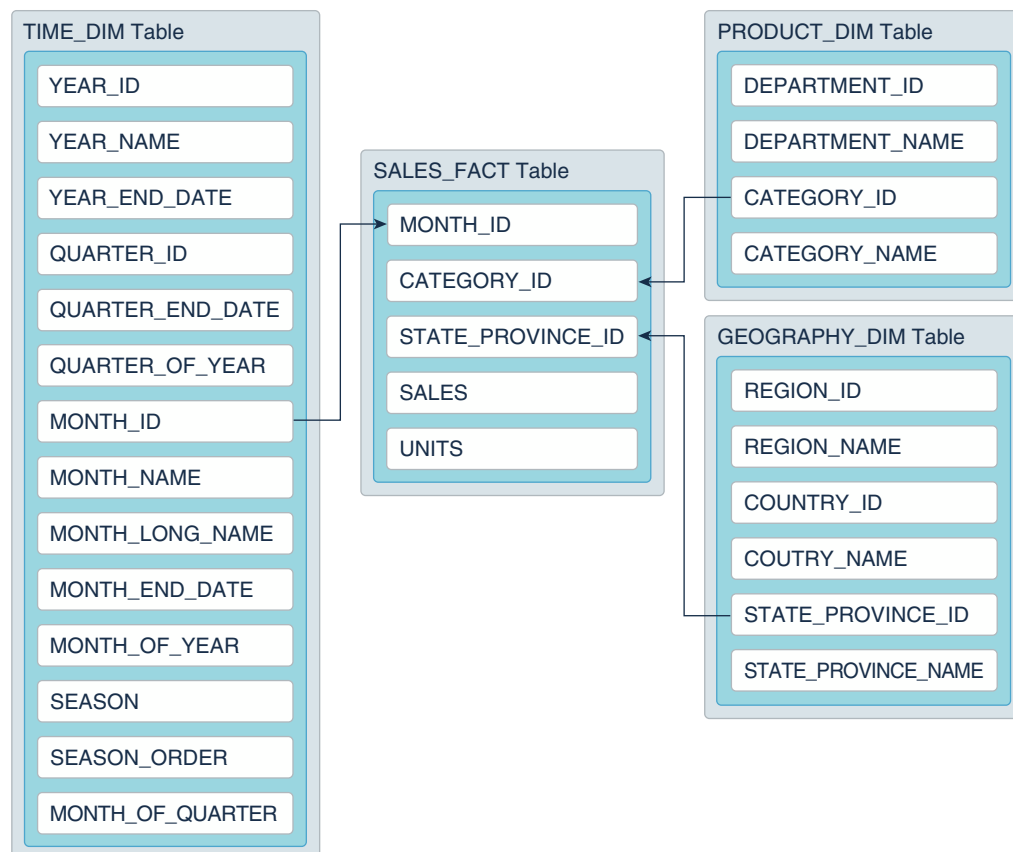 TIME_DIM Table
YEAR_ID
YEAR_NAME
YEAR_END_DATE
QUARTER_ID
QUARTER_END_DATE
QUARTER_OF_YEAR
MONTH_ID
MONTH_NAME
MONTH_LONG_NAME
MONTH_END_DATE
MONTH_OF_YEAR
SEASON
SEASON_ORDER
MONTH_OF_QUARTER
SALES_FACT Table
MONTH_ID
CATEGORY_ID
STATE_PROVINCE_ID
SALES
UNITS
PRODUCT_DIM Table
DEPARTMENT_ID
DEPARTMENT_NAME
CATEGORY_ID
CATEGORY_NAME
GEOGRAPHY_DIM Table
REGION_ID
REGION_NAME
COUNTRY_ID
COUTRY_NAME
STATE_PROVINCE_ID
STATE_PROVINCE_NAME